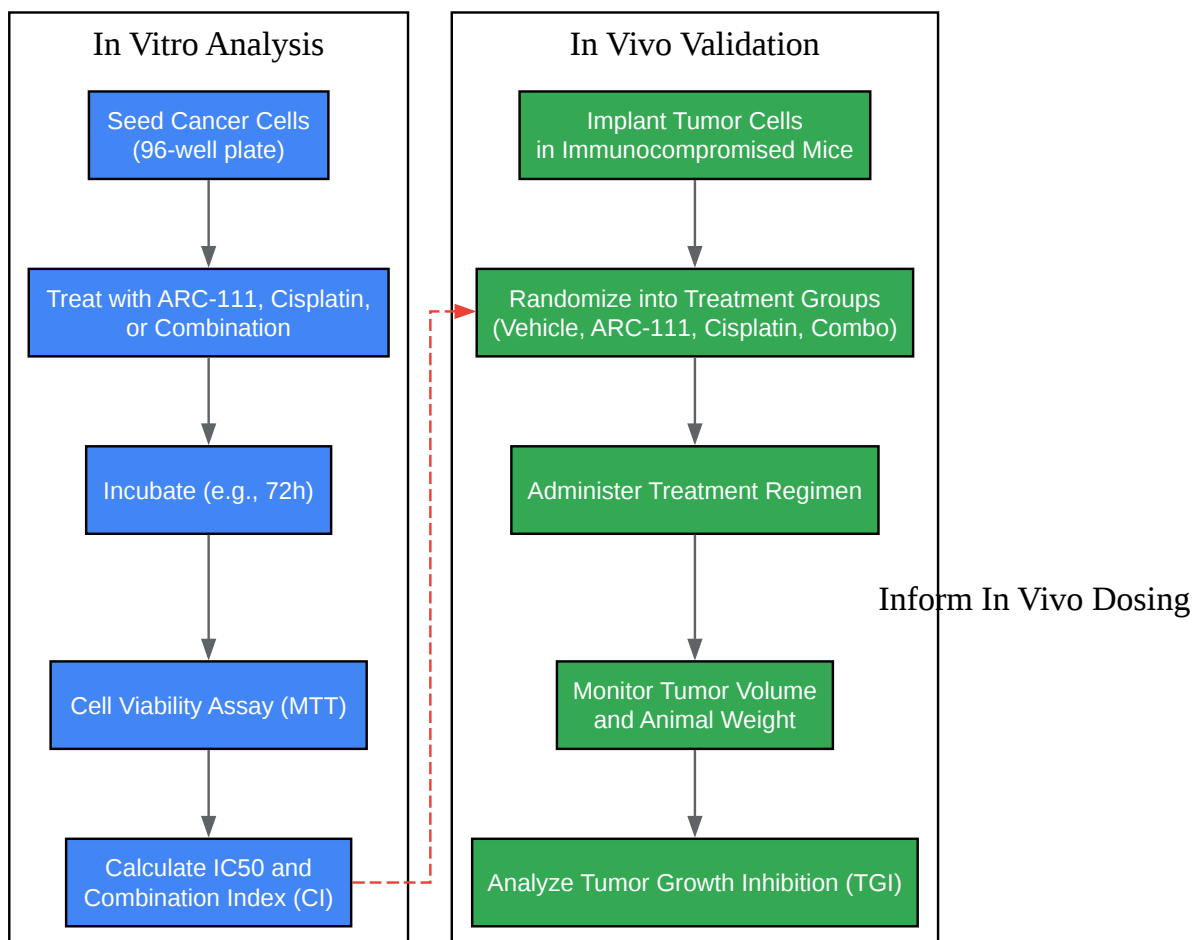 In Vitro Analysis
Seed Cancer Cells
(96-well plate)
Treat with ARC-111, Cisplatin,
or Combination
Incubate (e.g., 72h)
Cell Viability Assay (MTT)
Calculate IC50 and
Combination Index (CI)
In Vivo Validation
Implant Tumor Cells
in Immunocompromised Mice
Randomize into Treatment Groups
(Vehicle, ARC-111, Cisplatin, Combo)
Administer Treatment Regimen
Monitor Tumor Volume
and Animal Weight
Analyze Tumor Growth Inhibition (TGI)
Inform In Vivo Dosing